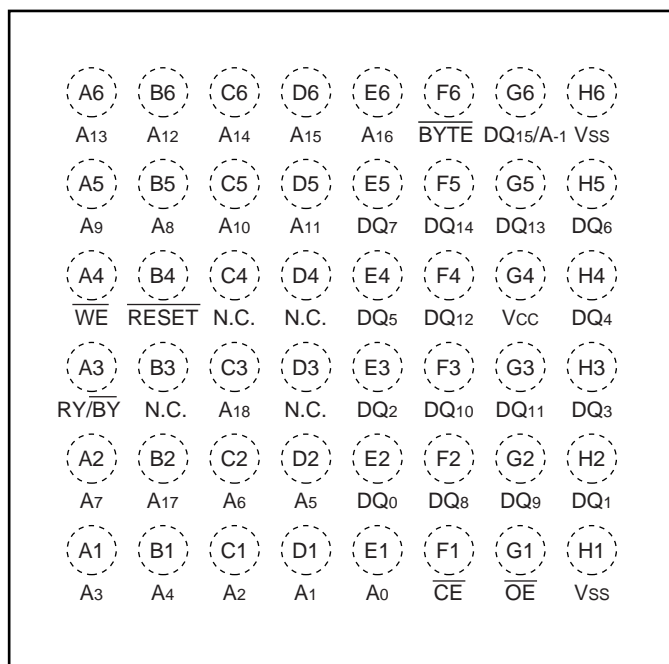 A6 B6 C6 D6 E6 F6 G6 H6
A13 A12 A14 A15 A16 BYTE DQ15/A-1 VSS
A5 B5 C5 D5 E5 F5 G5 H5
A9 A8 A10 A11 DQ7 DQ14 DQ13 DQ6
A4 B4 C4 D4 E4 F4 G4 H4
WE RESET N.C. N.C. DQ5 DQ12 VCC DQ4
A3 B3 C3 D3 E3 F3 G3 H3
RY/BY N.C. A18 N.C. DQ2 DQ10 DQ11 DQ3
A2 B2 C2 D2 E2 F2 G2 H2
A7 A17 A6 A5 DQ0 DQ8 DQ9 DQ1
A1 B1 C1 D1 E1 F1 G1 H1
A3 A4 A2 A1 A0 CE OE VSS